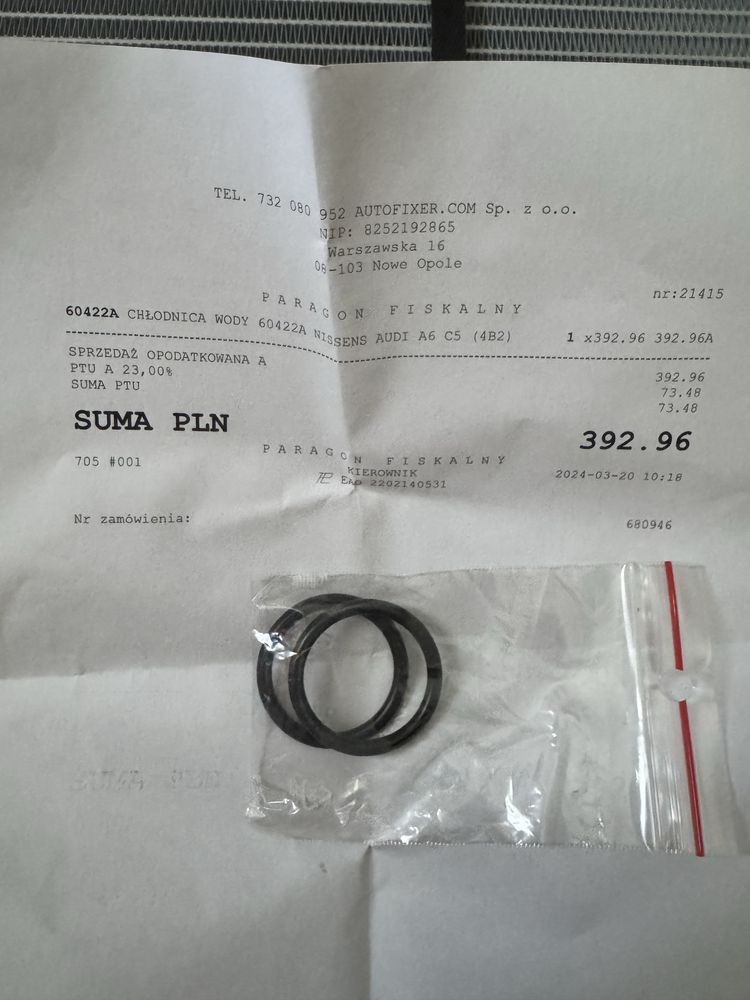 TEL. 732 080 952 AUTOFIXER.COM Sp. z o.o.
NIP: 8252192865
Warszawska 16
08-103 Nowe Opole
nr:21415
PARAGON FISKALNY
60422A CHŁODNICA WODY 60422A NISSENS AUDI A6 C5 (4B2) 1 x392.96 392.96A
SPRZEDAŻ OPODATKOWANA A 392.96
PTU A 23,00% 73.48
SUMA PTU 73.48
SUMA PLN 392.96
PARAGON FISKALNY
705 #001 KIEROWNIK 2024-03-20 10:18
EAO 2202140531
Nr zamówienia: 680946
SUMA PLN